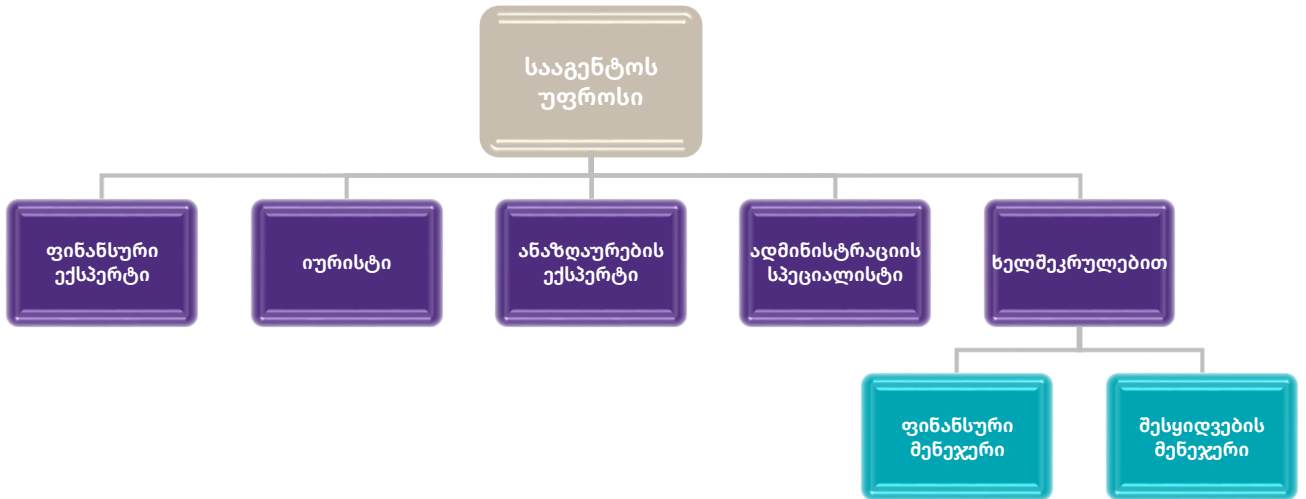 სააგენტოს
უფროსი
ფინანსური
ექსპერტი
იურისტი
ანაზღაურების
ექსპერტი
ადმინისტრაციის
სპეციალისტი
ხელშეკრულებით
ფინანსური
მენეჯერი
შესყიდვების
მენეჯერი